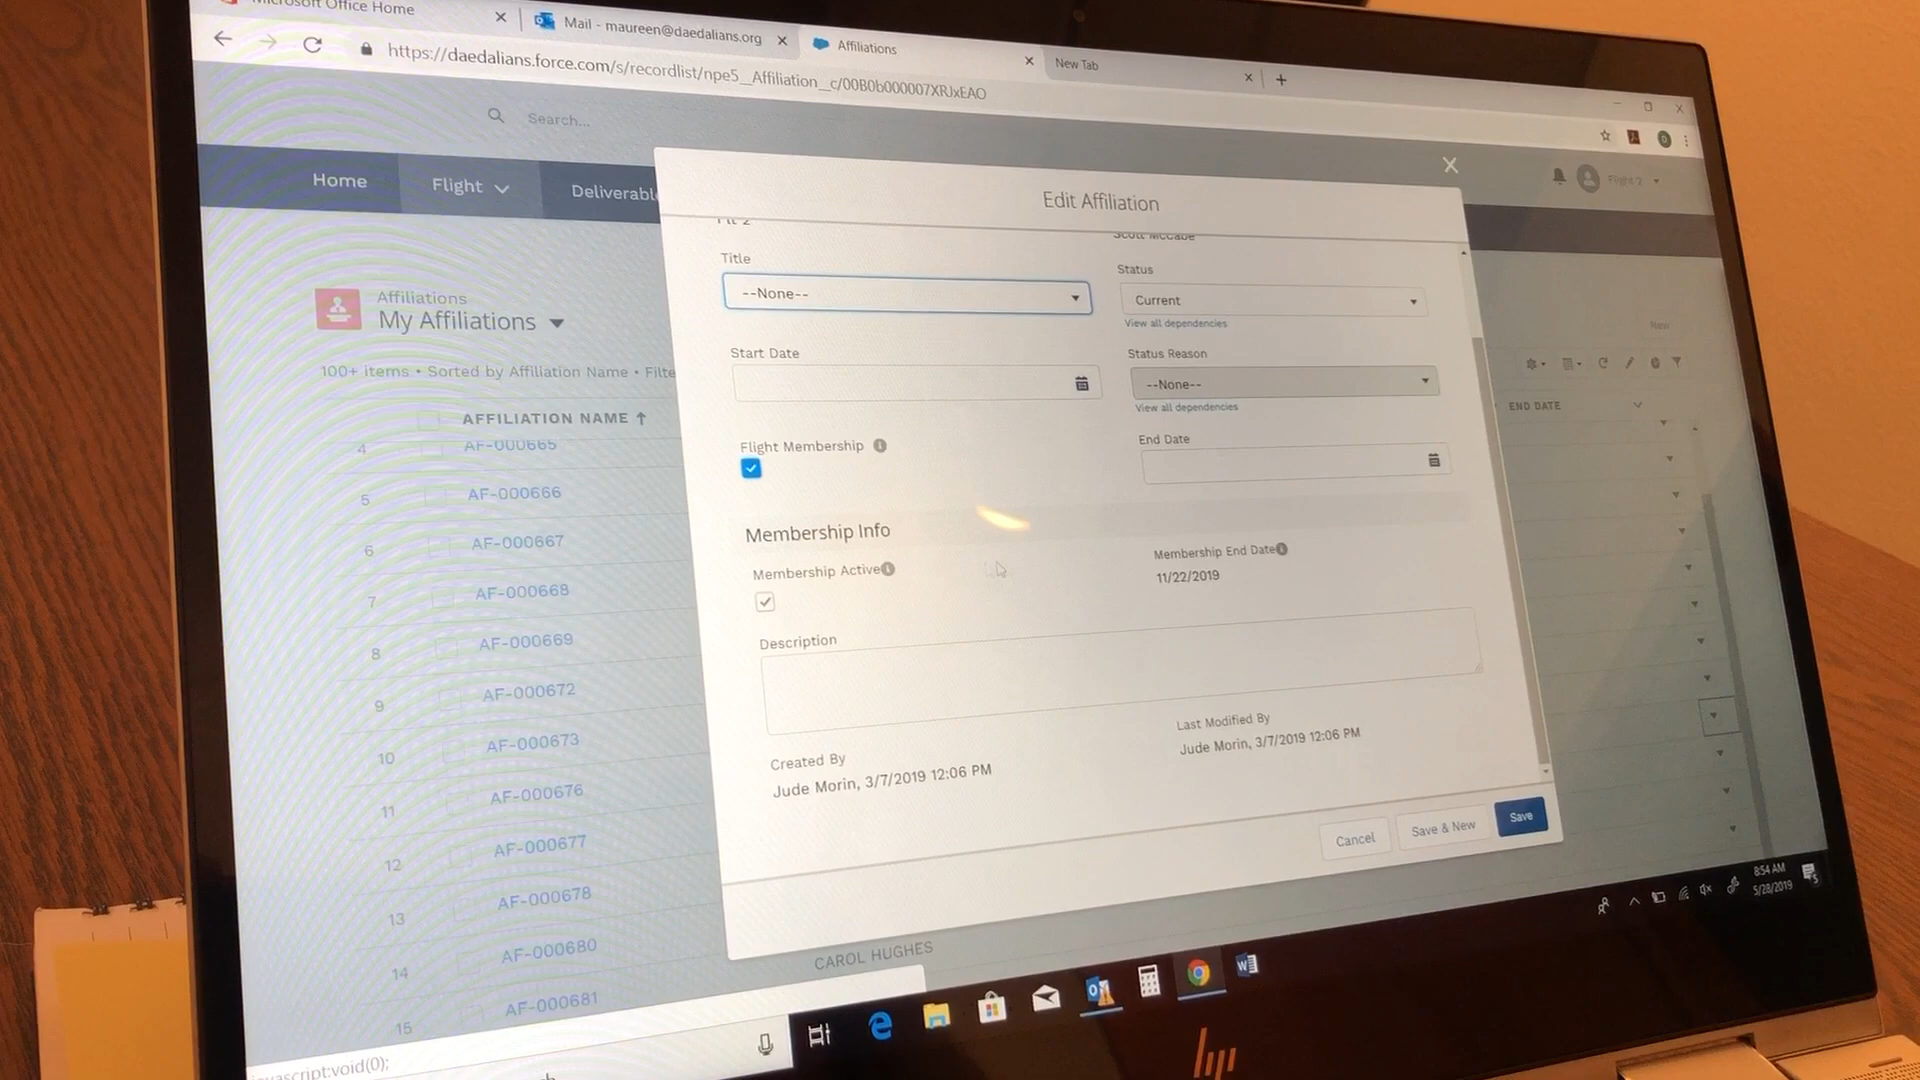 Microsoft Office Home
Mail - maureen@daedalians.org
Affiliations
New Tab
https://daedalians.force.com/s/recordlist/npe5__Affiliation__c/00B0b000007XRJxEAO
Search...
Home
Flight
Deliverabl
Flight 2
Edit Affiliation
Flt 2
Scott McCabe
Title
--None--
Status
Current
View all dependencies
Start Date
Status Reason
--None--
View all dependencies
Flight Membership
End Date
Membership Info
Membership Active
Membership End Date
11/22/2019
Description
Created By
Jude Morin, 3/7/2019 12:06 PM
Last Modified By
Jude Morin, 3/7/2019 12:06 PM
Cancel
Save & New
Save
Affiliations
My Affiliations
New
100+ items • Sorted by Affiliation Name • Filte
AFFILIATION NAME
END DATE
4 AF-000665
5 AF-000666
6 AF-000667
7 AF-000668
8 AF-000669
9 AF-000672
10 AF-000673
11 AF-000676
12 AF-000677
13 AF-000678
14 AF-000680
15 AF-000681
CAROL HUGHES
javascript:void(0);
8:54 AM
5/28/2019
hp